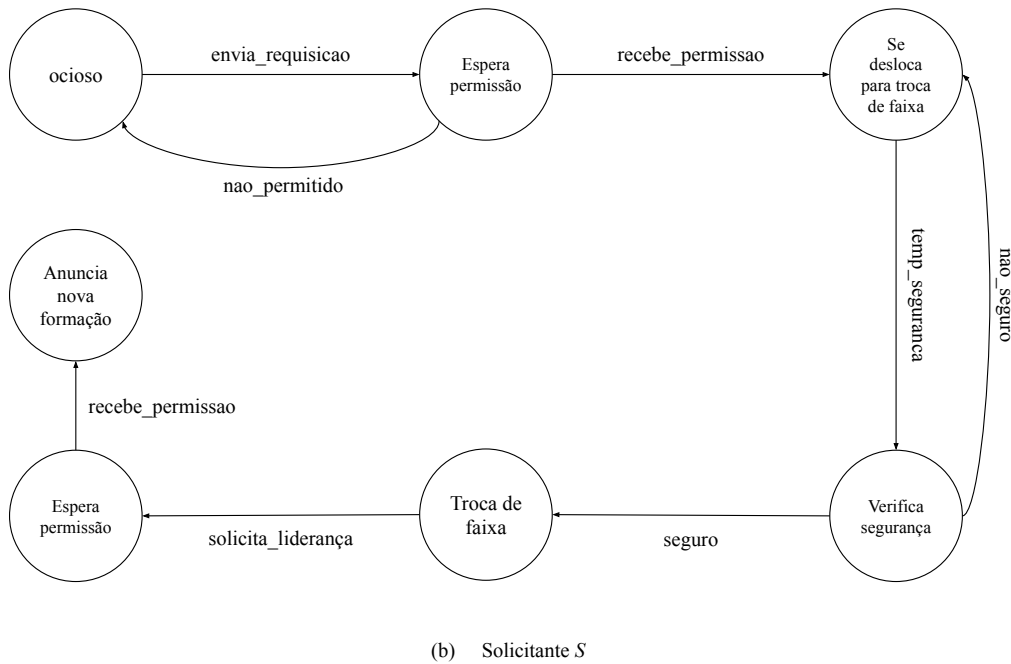 ocioso
envia_requisicao
Espera
permissão
recebe_permissao
Se
desloca
para troca
de faixa
nao_permitido
temp_seguranca
nao_seguro
Anuncia
nova
formação
recebe_permissao
Espera
permissão
solicita_liderança
Troca de
faixa
seguro
Verifica
segurança
(b) Solicitante S